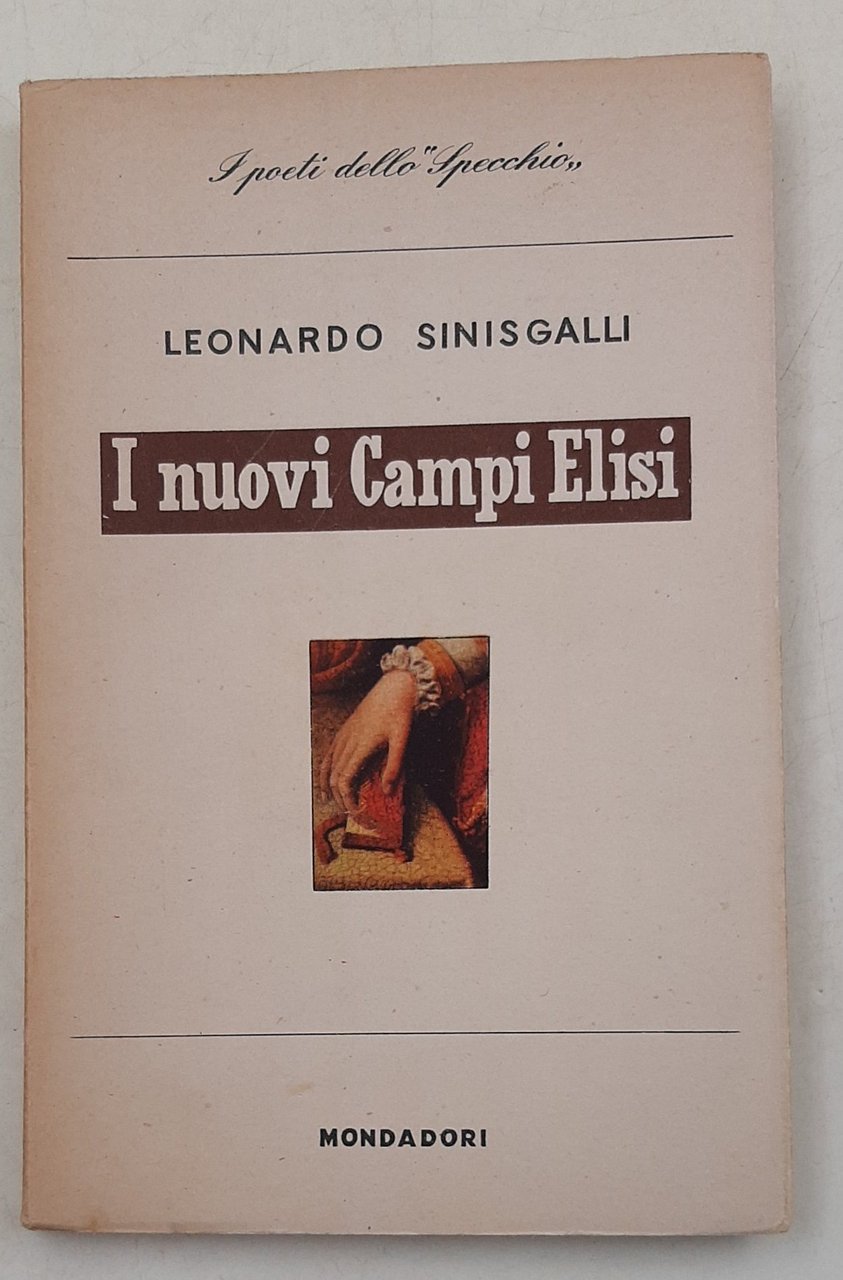 I poeti dello "Specchio„
LEONARDO SINISGALLI
I nuovi Campi Elisi
MONDADORI